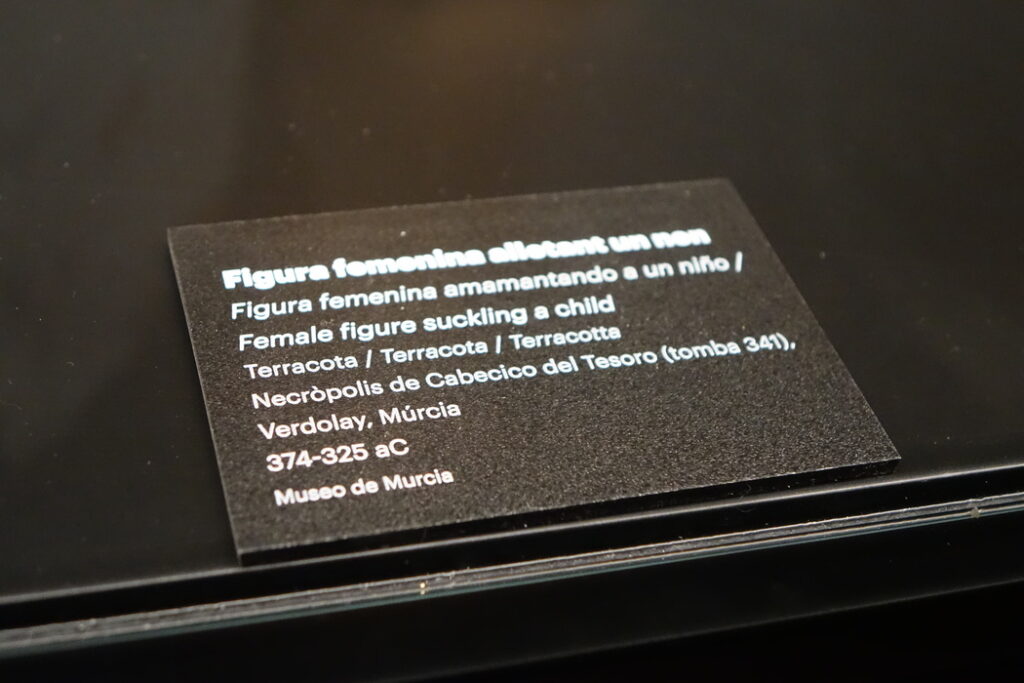 Figura femenina alletant un nen
Figura femenina amamantando a un niño /
Female figure suckling a child
Terracota / Terracota / Terracotta
Necròpolis de Cabecico del Tesoro (tomba 341),
Verdolay, Múrcia
374-325 aC
Museo de Murcia